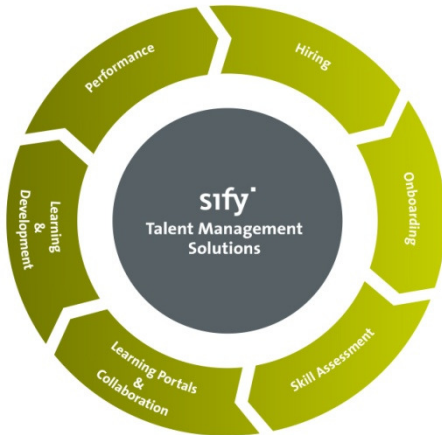 sify
Talent Management
Solutions
Hiring
Onboarding
Skill Assessment
Learning Portals
&
Collaboration
Learning
&
Development
Performance